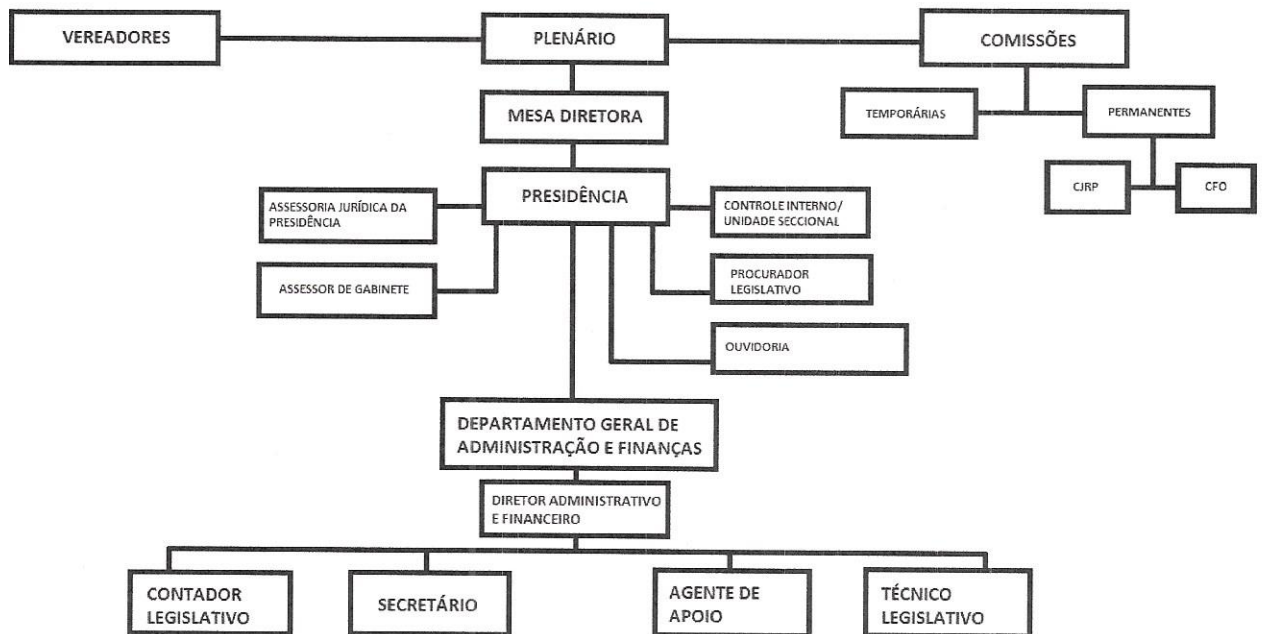 VEREADORES
PLENÁRIO
COMISSÕES
MESA DIRETORA
TEMPORÁRIAS
PERMANENTES
CJRP
CFO
PRESIDÊNCIA
ASSESSORIA JURÍDICA DA
PRESIDÊNCIA
CONTROLE INTERNO/
UNIDADE SECCIONAL
ASSESSOR DE GABINETE
PROCURADOR
LEGISLATIVO
OUVIDORIA
DEPARTAMENTO GERAL DE
ADMINISTRAÇÃO E FINANÇAS
DIRETOR ADMINISTRATIVO
E FINANCEIRO
CONTADOR
LEGISLATIVO
SECRETÁRIO
AGENTE DE
APOIO
TÉCNICO
LEGISLATIVO